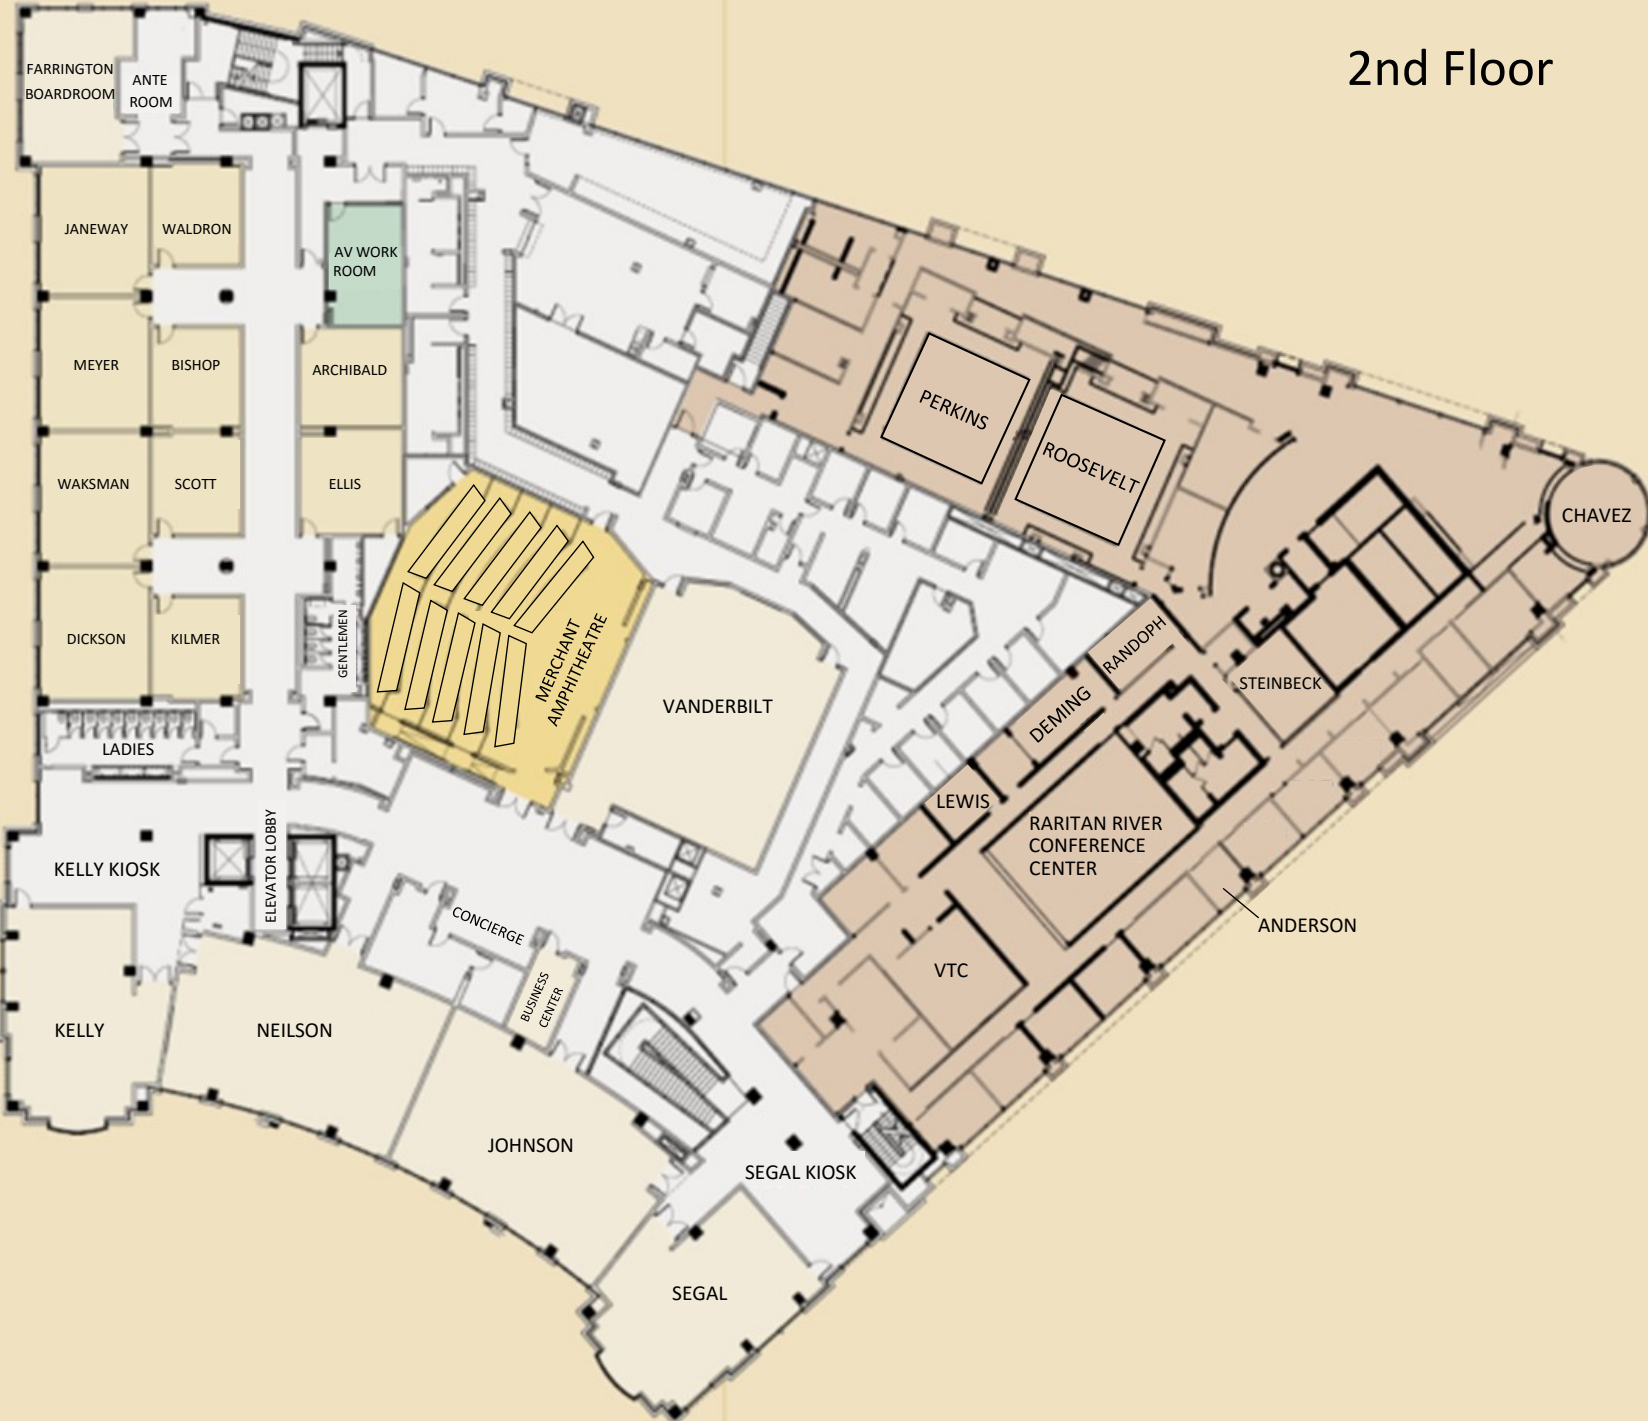 2nd Floor
FARRINGTON
BOARDROOM
ANTE
ROOM
JANEWAY
WALDRON
AV WORK
ROOM
MEYER
BISHOP
ARCHIBALD
WAKSMAN
SCOTT
ELLIS
DICKSON
KILMER
GENTLEMEN
LADIES
MERCHANT
AMPHITHEATRE
VANDERBILT
PERKINS
ROOSEVELT
CHAVEZ
RANDOPH
DEMING
STEINBECK
LEWIS
RARITAN RIVER
CONFERENCE
CENTER
ANDERSON
VTC
KELLY KIOSK
ELEVATOR LOBBY
CONCIERGE
BUSINESS
CENTER
KELLY
NEILSON
JOHNSON
SEGAL KIOSK
SEGAL